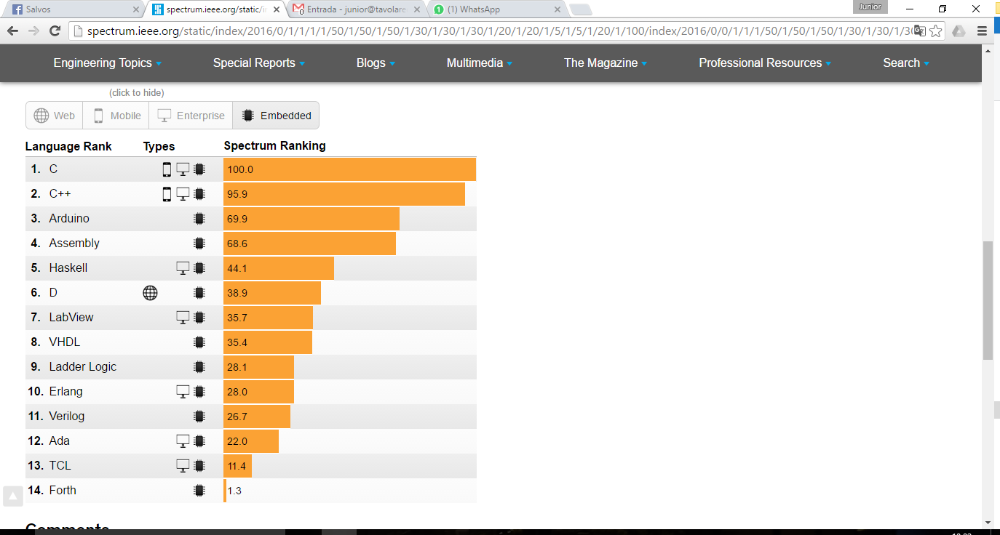 Salvos
spectrum.ieee.org/static/in
Entrada - junior@tavolare
(1) WhatsApp
Junior
spectrum.ieee.org/static/index/2016/0/1/1/1/1/50/1/50/1/50/1/30/1/30/1/30/1/20/1/20/1/5/1/5/1/20/1/100/index/2016/0/0/1/1/1/50/1/50/1/50/1/30/1/30/1/30
Engineering Topics Special Reports Blogs Multimedia The Magazine Professional Resources Search
(click to hide)
Web Mobile Enterprise Embedded
Language Rank Types Spectrum Ranking
1. C 100.0
2. C++ 95.9
3. Arduino 69.9
4. Assembly 68.6
5. Haskell 44.1
6. D 38.9
7. LabView 35.7
8. VHDL 35.4
9. Ladder Logic 28.1
10. Erlang 28.0
11. Verilog 26.7
12. Ada 22.0
13. TCL 11.4
14. Forth 1.3
Comments